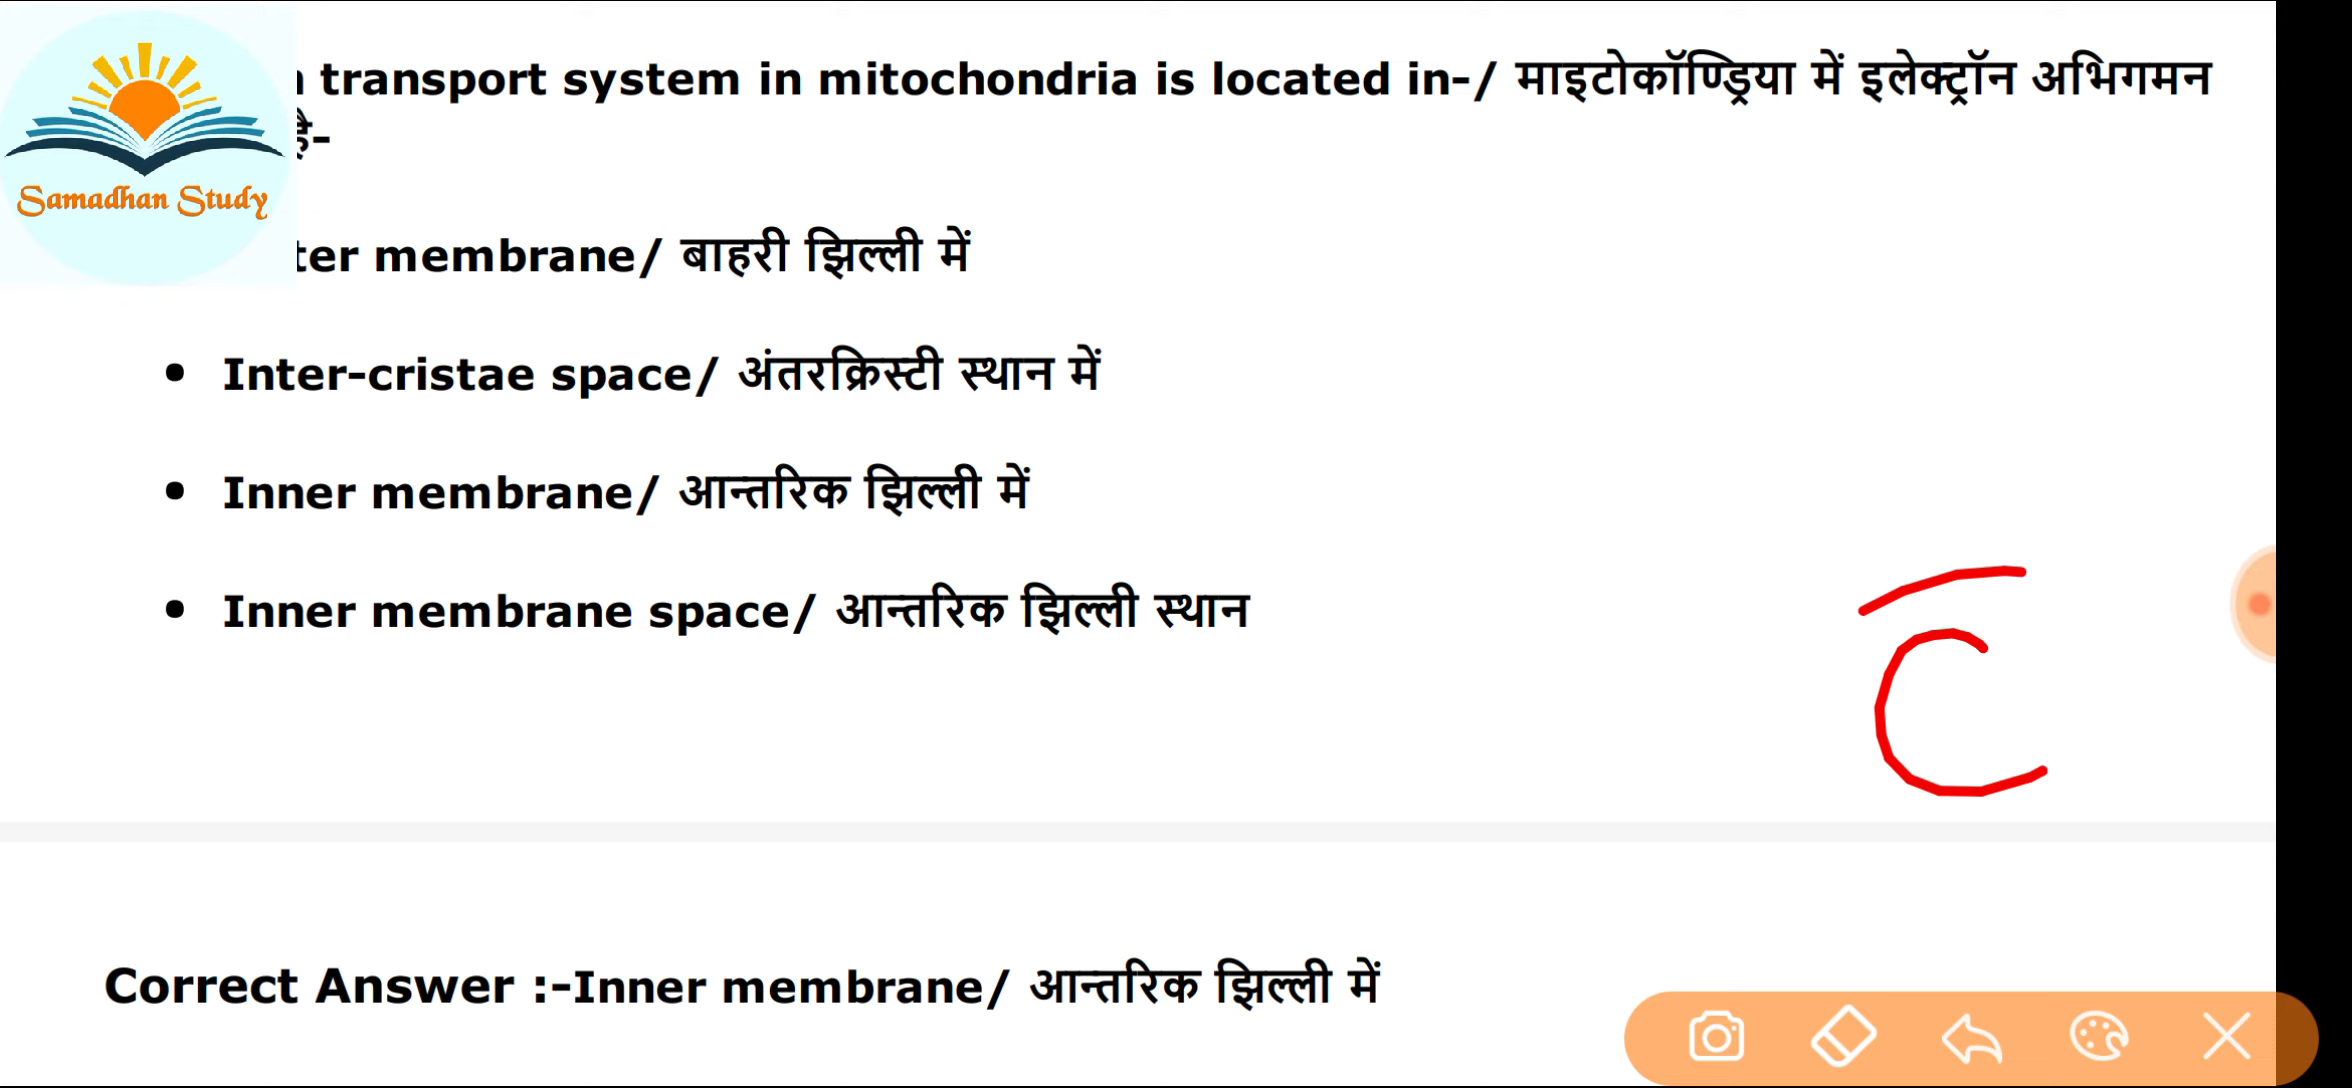 Samadhan Study
transport system in mitochondria is located in-/ माइटोकॉण्ड्रिया में इलेक्ट्रॉन अभिगमन
है-
ter membrane/ बाहरी झिल्ली में
• Inter-cristae space/ अंतरक्रिस्टी स्थान में
• Inner membrane/ आन्तरिक झिल्ली में
• Inner membrane space/ आन्तरिक झिल्ली स्थान
C
Correct Answer :-Inner membrane/ आन्तरिक झिल्ली में